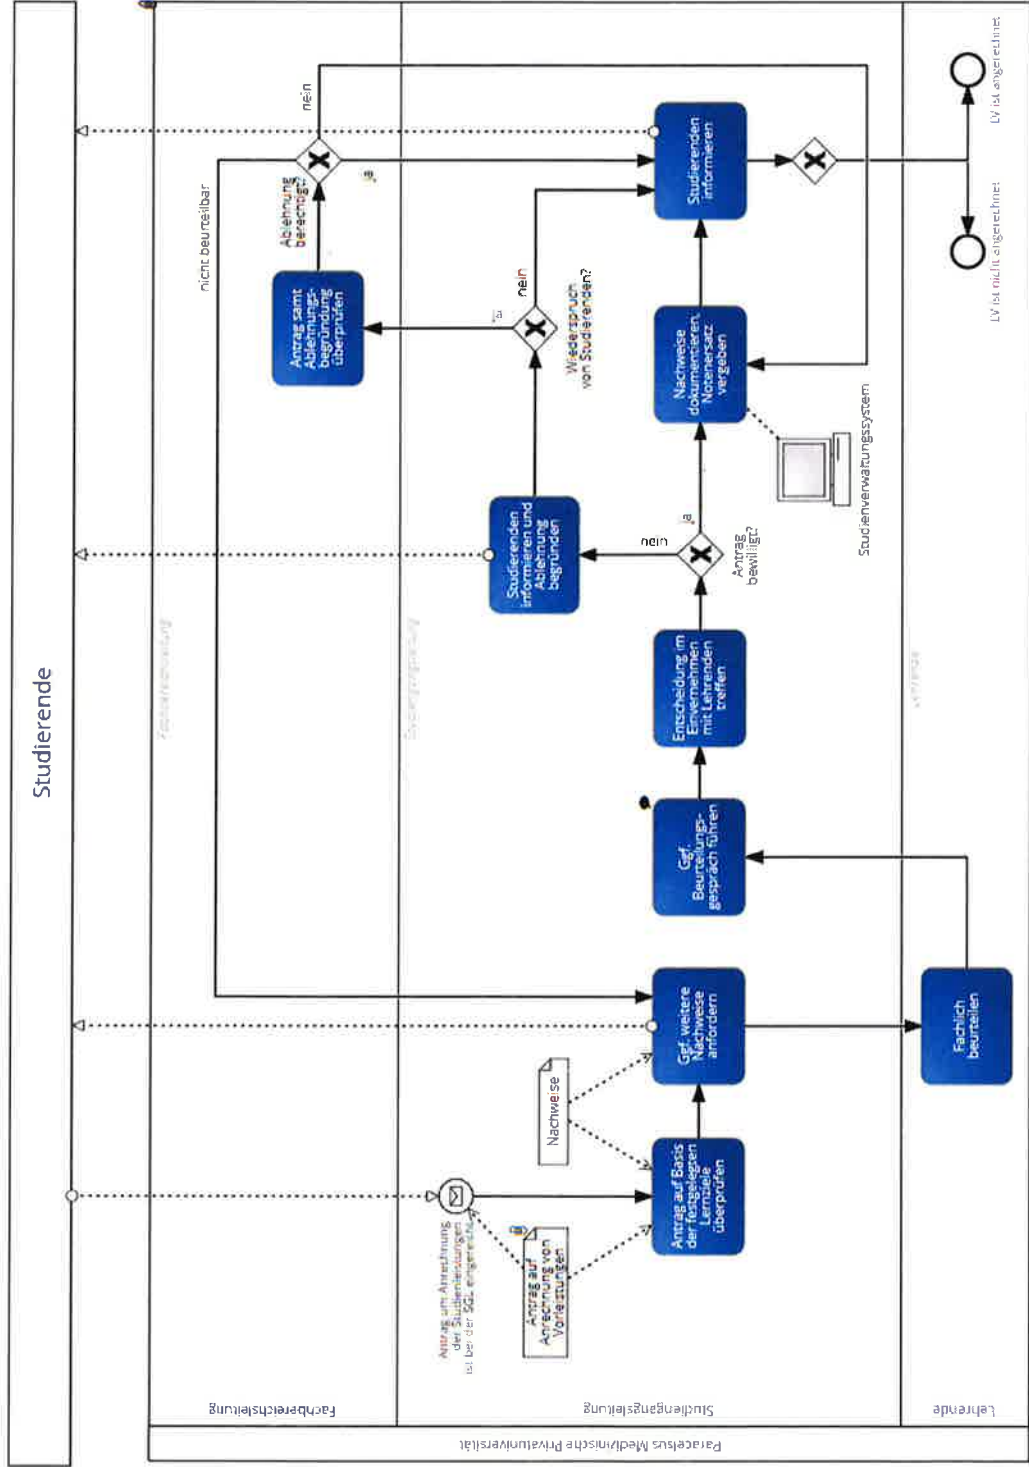 Studierende
Paracelsus Medizinische Privatuniversität
Fachbereichsleitung
Studiengangsleitung
Lehrende
Fachbereichsleitung
Studiengangsleitung
Lehrende
Antrag um Anrechnung
der Studienleistungen
ist bei der SGL eingereicht
Antrag auf
Anrechnung von
Vorleistungen
Nachweise
Antrag auf Basis
der festgelegten
Lernziele
überprüfen
Ggf. weitere
Nachweise
anfordern
Fachlich
beurteilen
Ggf.
Beurteilungs-
gespräch führen
Entscheidung im
Einvernehmen
mit Lehrenden
treffen
Antrag
bewilligt?
nein
ja
Studierenden
informieren und
Ablehnung
begründen
Wiederspruch
von Studierenden?
ja
nein
Antrag samt
Ablehnungs-
begründung
überprüfen
Ablehnung
berechtigt?
nicht beurteilbar
nein
ja
Nachweise
dokumentieren,
Notenersatz
vergeben
Studienverwaltungssystem
Studierenden
informieren
LV ist nicht angerechnet
LV ist angerechnet